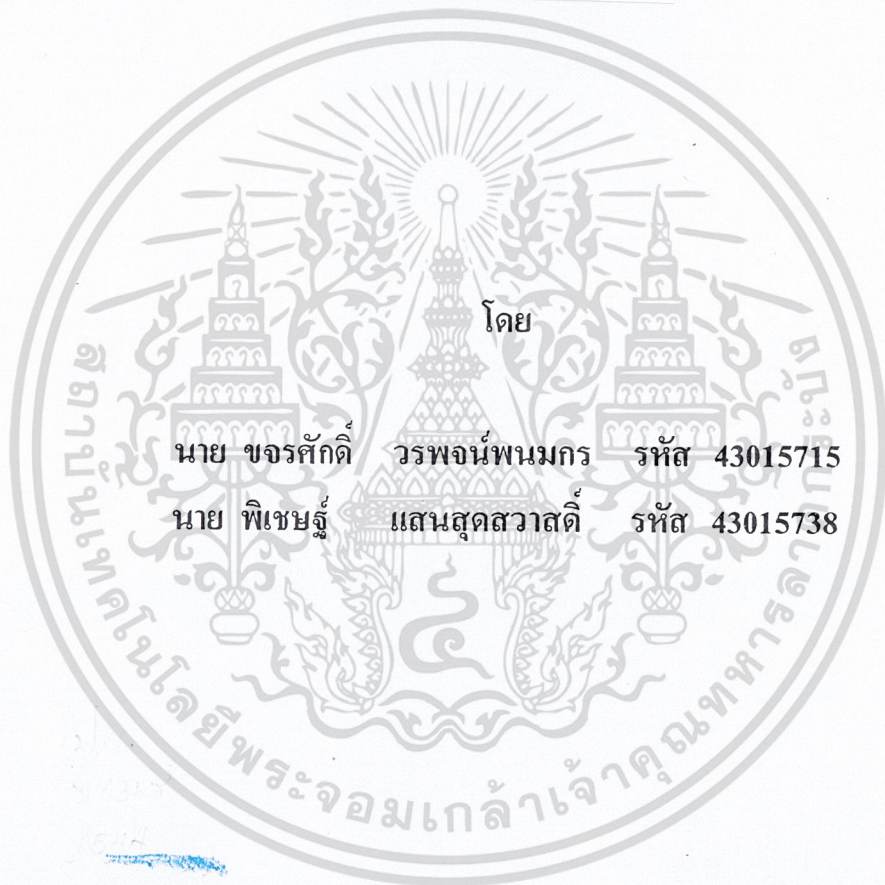 โดย
นาย ขจรศักดิ์ วรพจน์พนมกร รหัส 43015715
นาย พิเชษฐ์ แสนสุดสวาสดิ์ รหัส 43015738
สถาบันเทคโนโลยีพระจอมเกล้าเจ้าคุณทหารลาดกระบัง